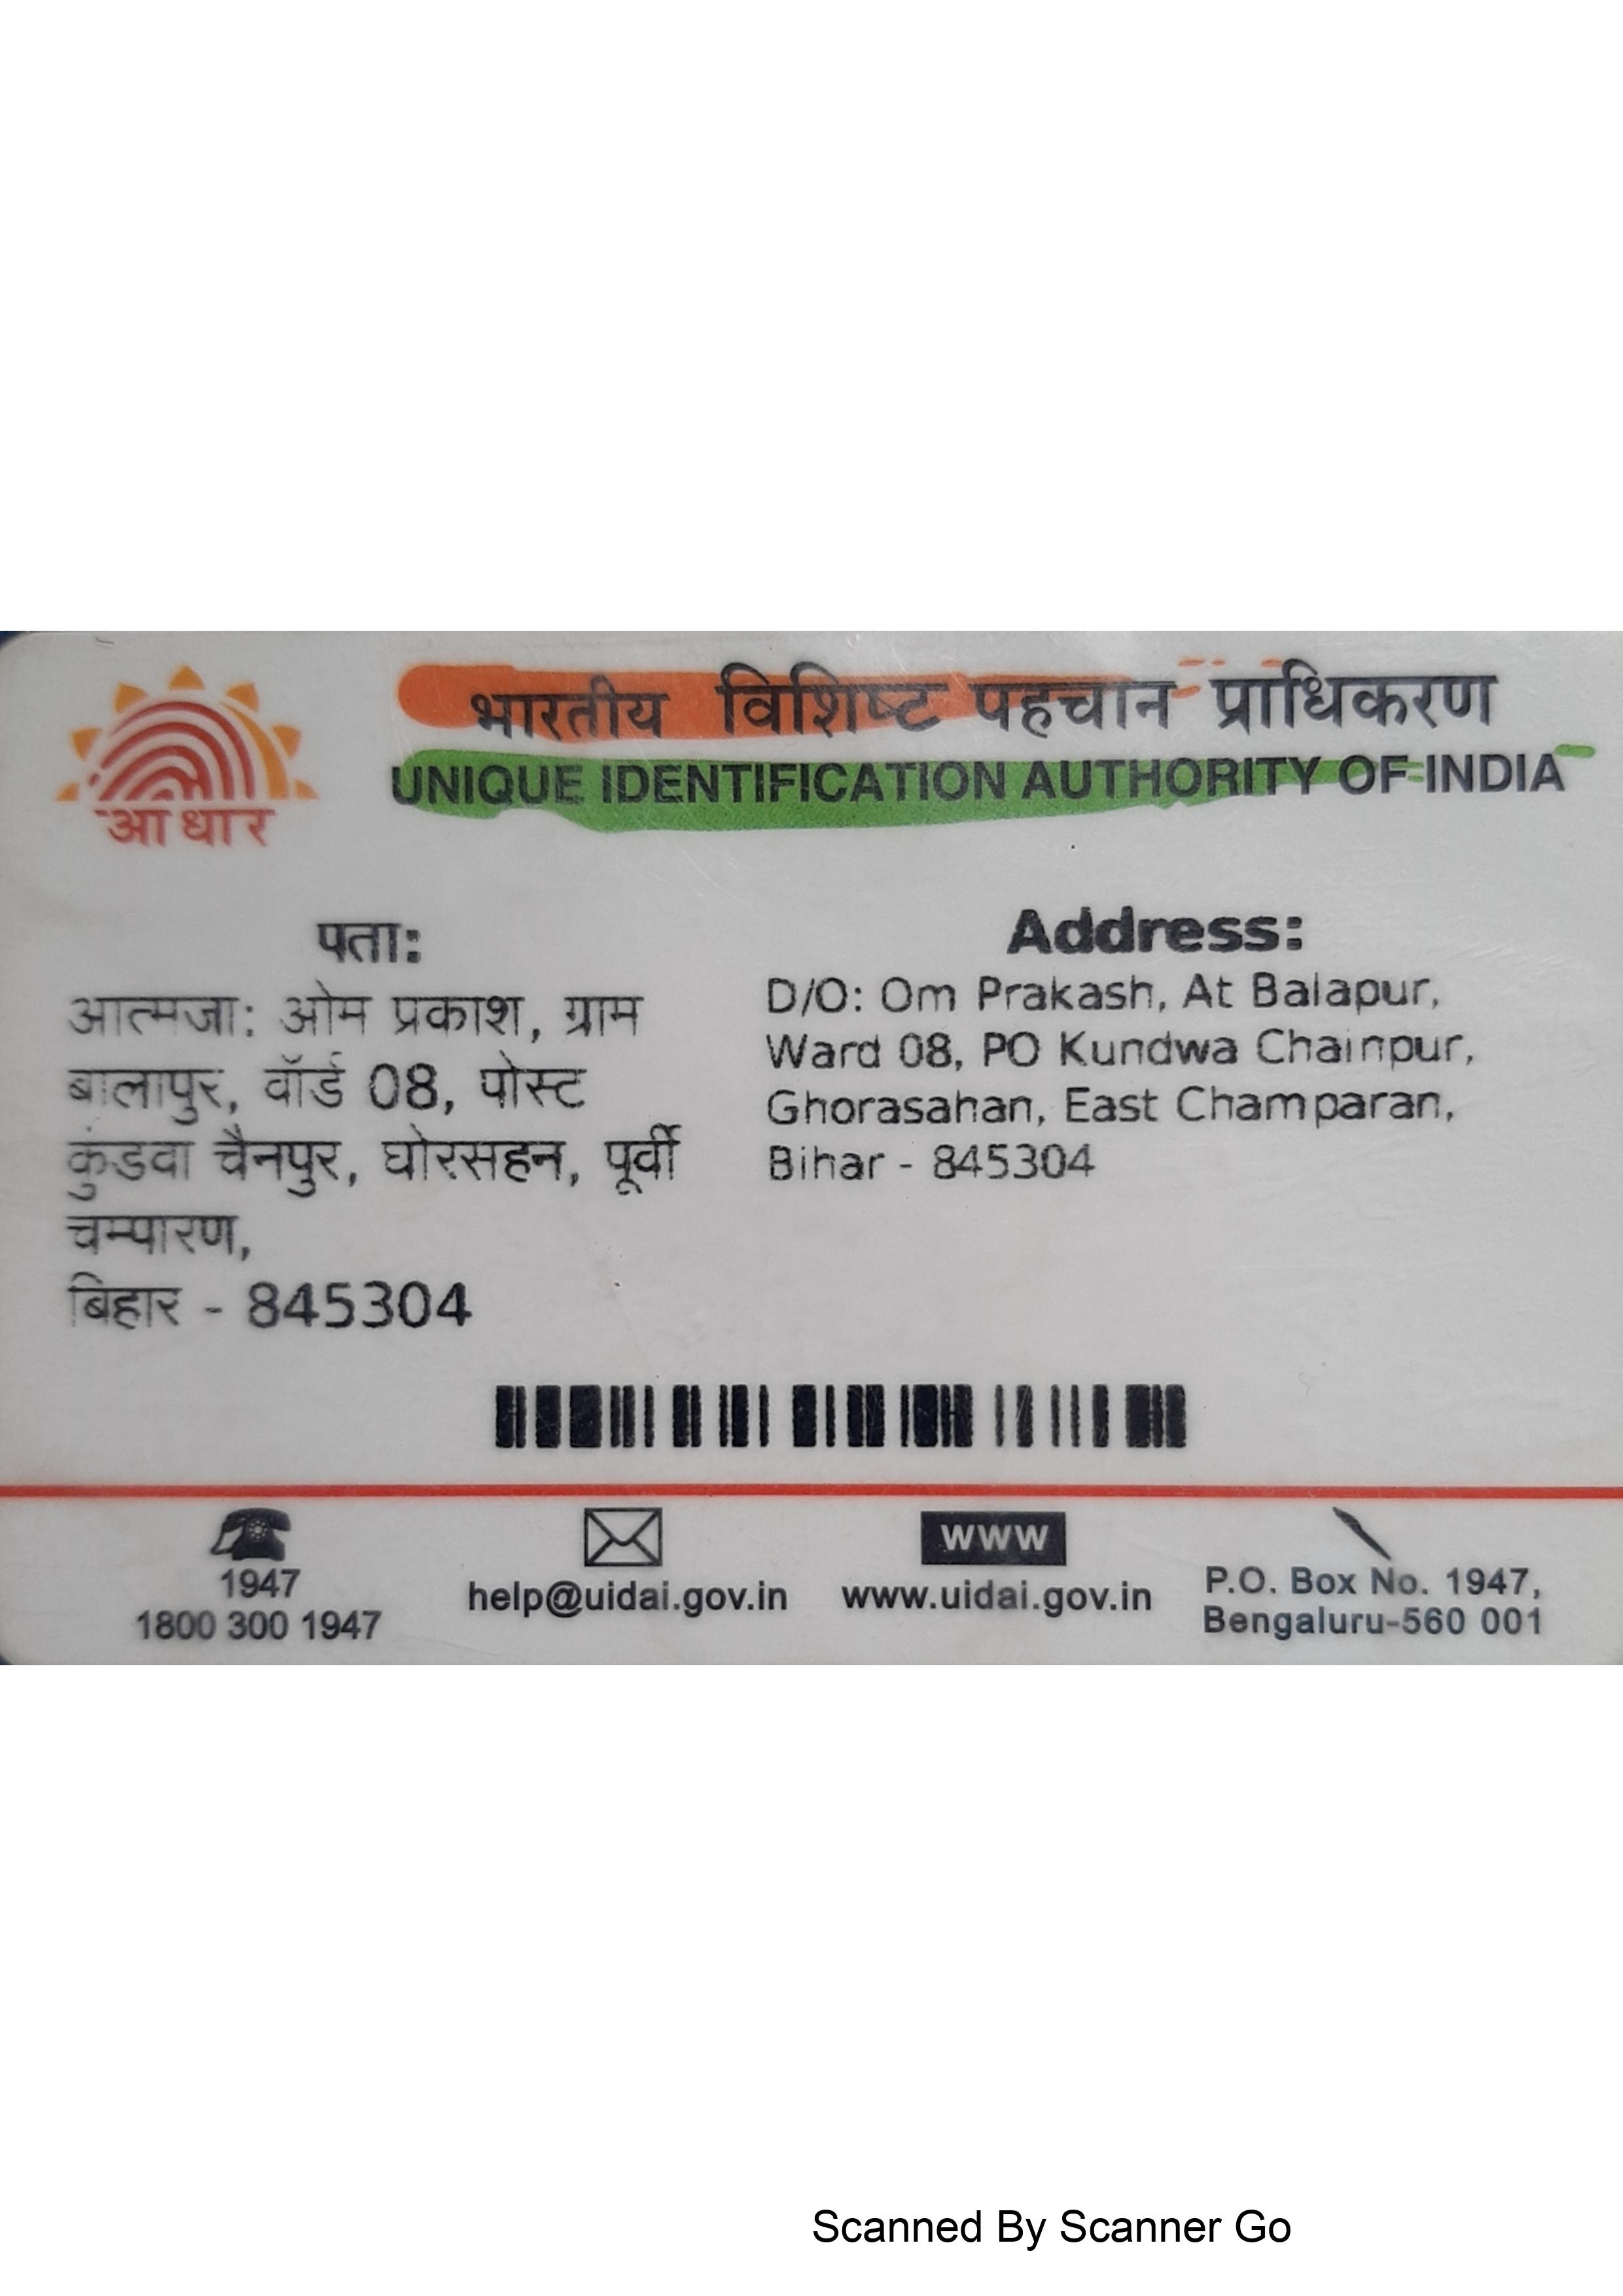 भारतीय विशिष्ट पहचान प्राधिकरण
UNIQUE IDENTIFICATION AUTHORITY OF INDIA
आधार
पता:
आत्मजा: ओम प्रकाश, ग्राम
बालापुर, वॉर्ड 08, पोस्ट
कुंडवा चैनपुर, घोरसहन, पूर्वी
चम्पारण,
बिहार - 845304
Address:
D/O: Om Prakash, At Balapur,
Ward 08, PO Kundwa Chainpur,
Ghorasahan, East Champaran,
Bihar - 845304
1947
1800 300 1947
help@uidai.gov.in
WWW
www.uidai.gov.in
P.O. Box No. 1947,
Bengaluru-560 001
Scanned By Scanner Go